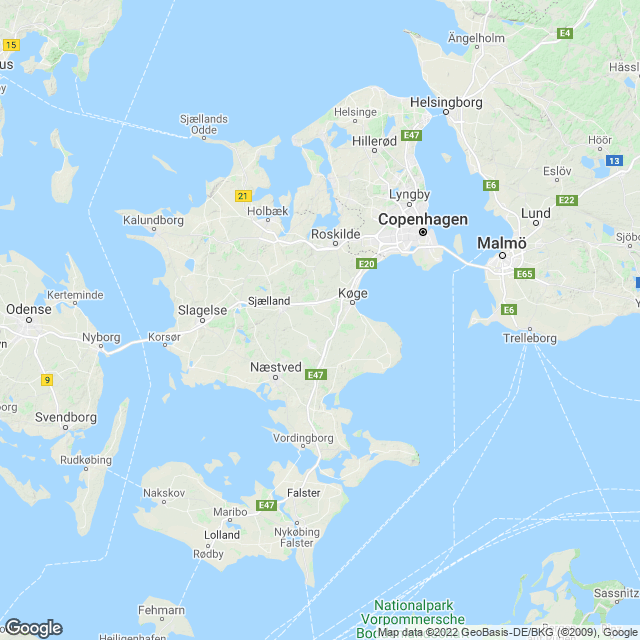 Ängelholm
E4
15
us
Hässl
Helsingborg
Helsinge
Sjællands
Odde
E47
Hillerød
Höör
13
Eslöv
E6
21
Lyngby
E22
Lund
Holbæk
Kalundborg
Copenhagen
Roskilde
Malmö
Sjöbo
E20
E65
Kerteminde
Sjælland
Køge
Odense
Slagelse
E6
Nyborg
Korsør
Trelleborg
Næstved
E47
9
borg
Svendborg
Vordingborg
Rudkøbing
Nakskov
Falster
Maribo
E47
Lolland
Nykøbing
Falster
Rødby
Sassnitz
Fehmarn
Nationalpark
Vorpommersche
Heiligenhafen
Google
Map data ©2022 GeoBasis-DE/BKG (©2009), Google